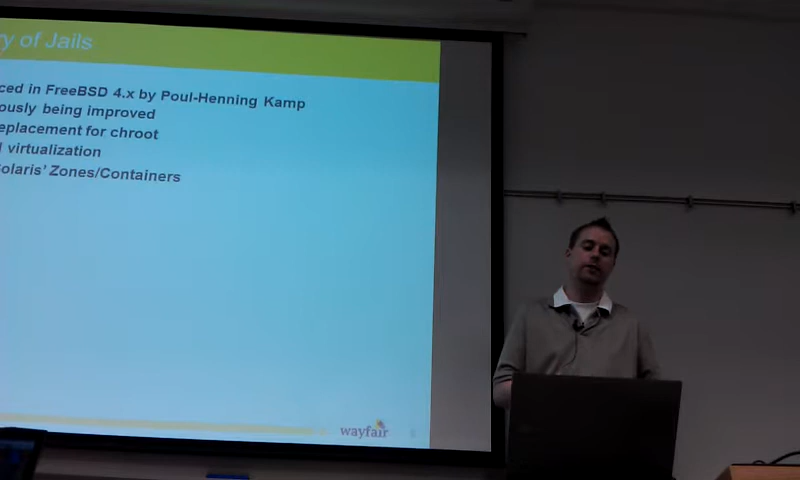 ry of Jails
ced in FreeBSD 4.x by Poul-Henning Kamp
ously being improved
eplacement for chroot
l virtualization
olaris' Zones/Containers
wayfair